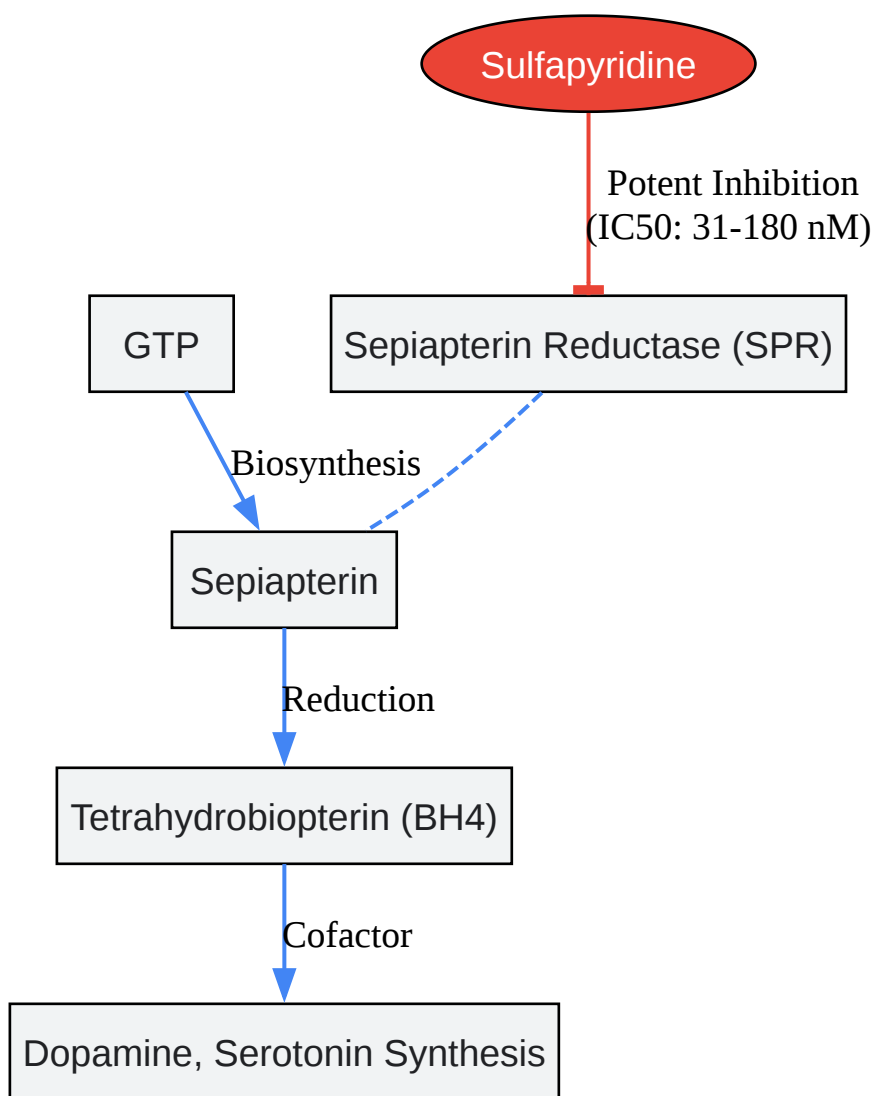 Sulfapyridine
Potent Inhibition
(IC50: 31-180 nM)
GTP
Sepiapterin Reductase (SPR)
Biosynthesis
Sepiapterin
Reduction
Tetrahydrobiopterin (BH4)
Cofactor
Dopamine, Serotonin Synthesis